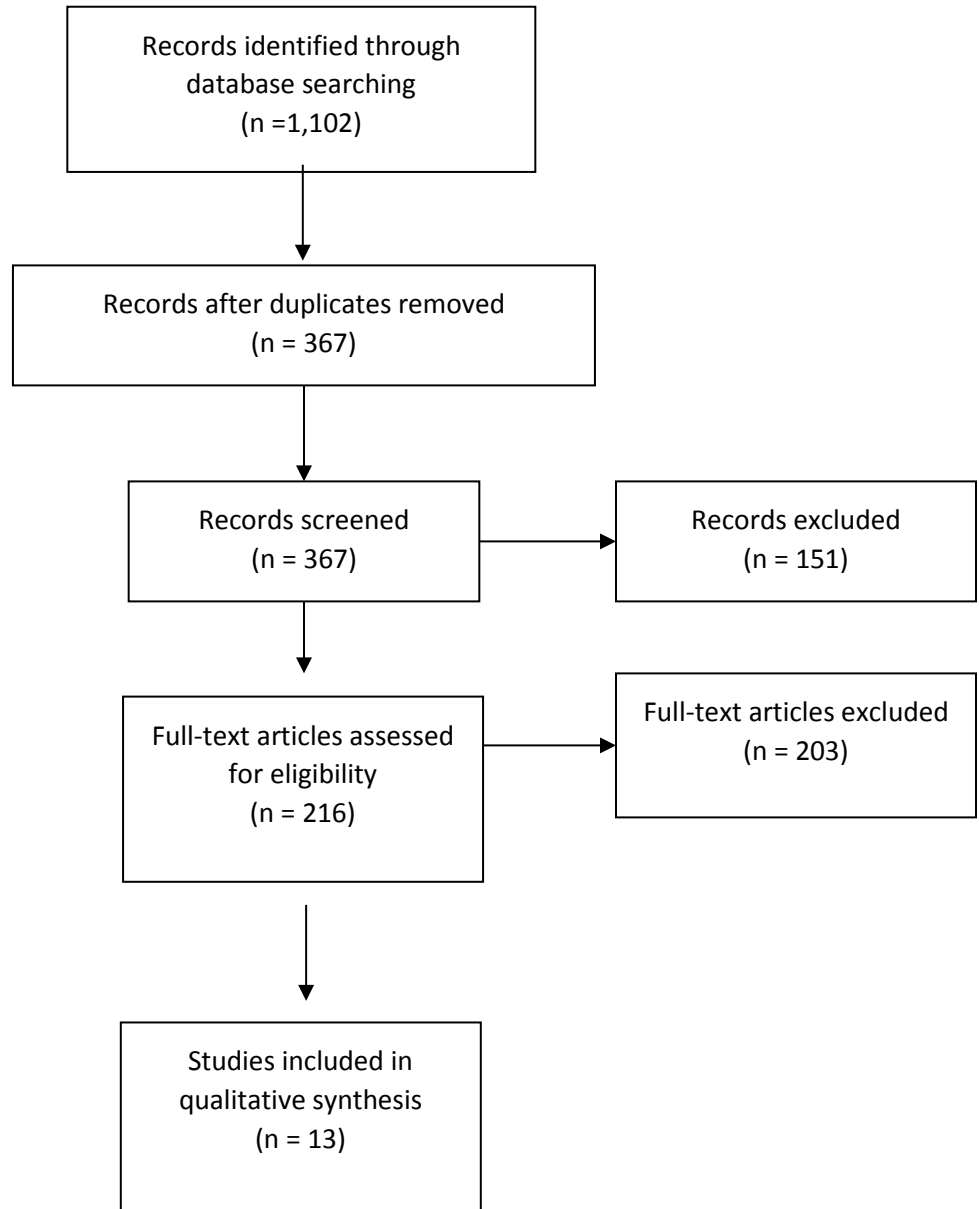 Records identified through
database searching
(n =1,102)
Records after duplicates removed
(n = 367)
Records screened
(n = 367)
Records excluded
(n = 151)
Full-text articles assessed
for eligibility
(n = 216)
Full-text articles excluded
(n = 203)
Studies included in
qualitative synthesis
(n = 13)